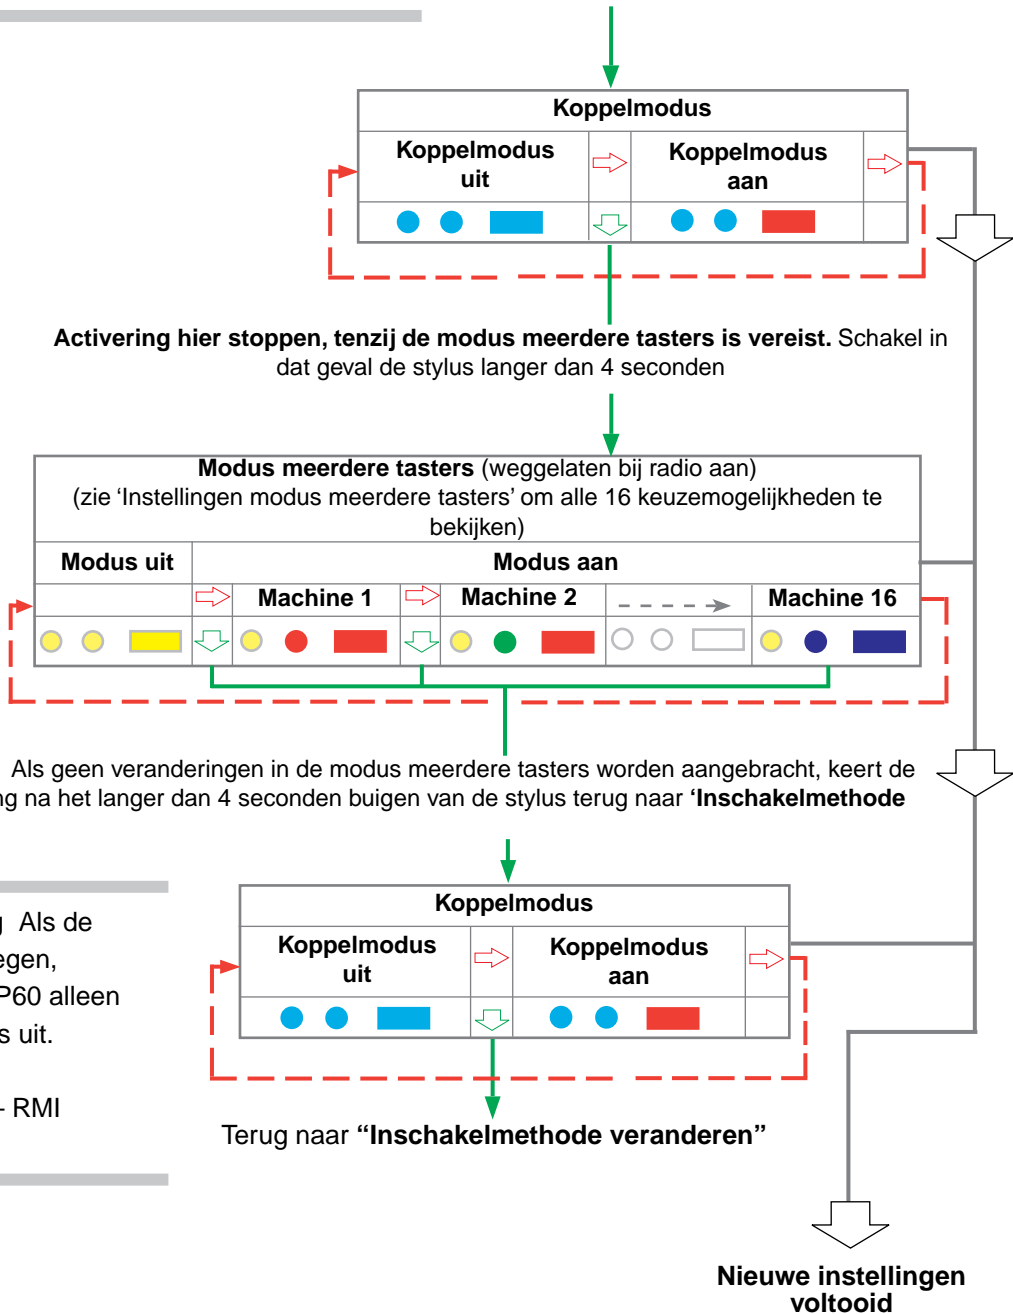 Koppelmodus
Koppelmodus uit
Koppelmodus aan
Activering hier stoppen, tenzij de modus meerdere tasters is vereist. Schakel in
dat geval de stylus langer dan 4 seconden
Modus meerdere tasters (weggelaten bij radio aan)
(zie ‘Instellingen modus meerdere tasters’ om alle 16 keuzemogelijkheden te
bekijken)
Modus uit
Modus aan
Machine 1
Machine 2
Machine 16
Als geen veranderingen in de modus meerdere tasters worden aangebracht, keert de
ng na het langer dan 4 seconden buigen van de stylus terug naar ‘Inschakelmethode
Koppelmodus
Koppelmodus uit
Koppelmodus aan
Als de
egen,
P60 alleen
s uit.
- RMI
Terug naar “Inschakelmethode veranderen”
Nieuwe instellingen
voltooid